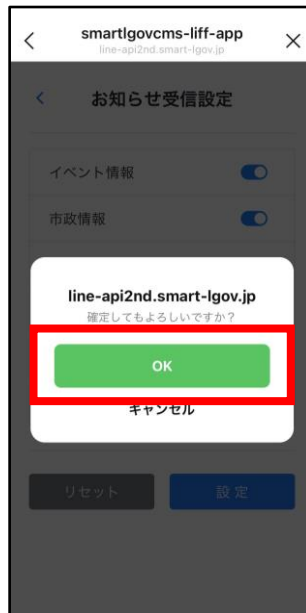 smartlgovcms-liff-app
line-api2nd.smart-lgov.jp
お知らせ受信設定
イベント情報
市政情報
line-api2nd.smart-lgov.jp
確定してもよろしいですか？
OK
キャンセル
リセット
設定